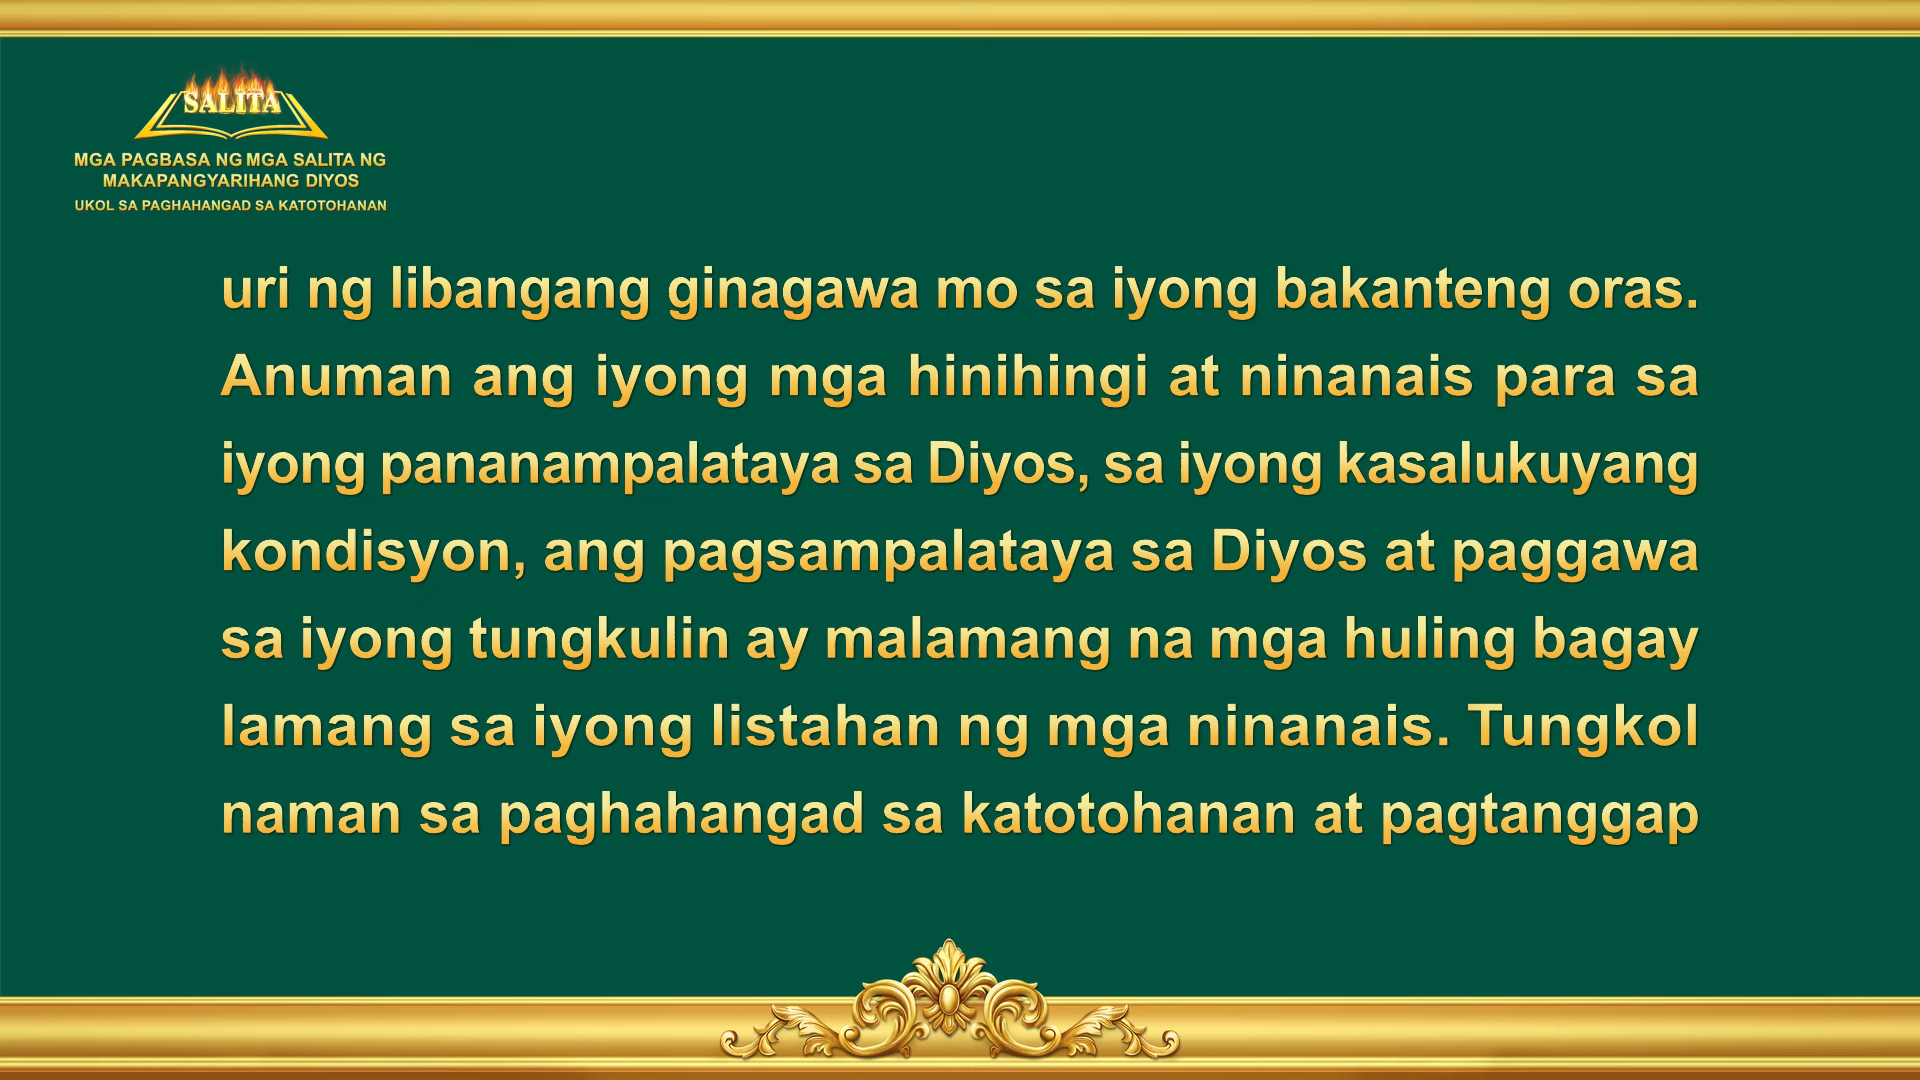 SALITA
MGA PAGBASA NG MGA SALITA NG
MAKAPANGYARIHANG DIYOS
UKOL SA PAGHAHANGAD SA KATOTOHANAN
uri ng libangang ginagawa mo sa iyong bakanteng oras.
Anuman ang iyong mga hinihingi at ninanais para sa
iyong pananampalataya sa Diyos, sa iyong kasalukuyang
kondisyon, ang pagsampalataya sa Diyos at paggawa
sa iyong tungkulin ay malamang na mga huling bagay
lamang sa iyong listahan ng mga ninanais. Tungkol
naman sa paghahangad sa katotohanan at pagtanggap